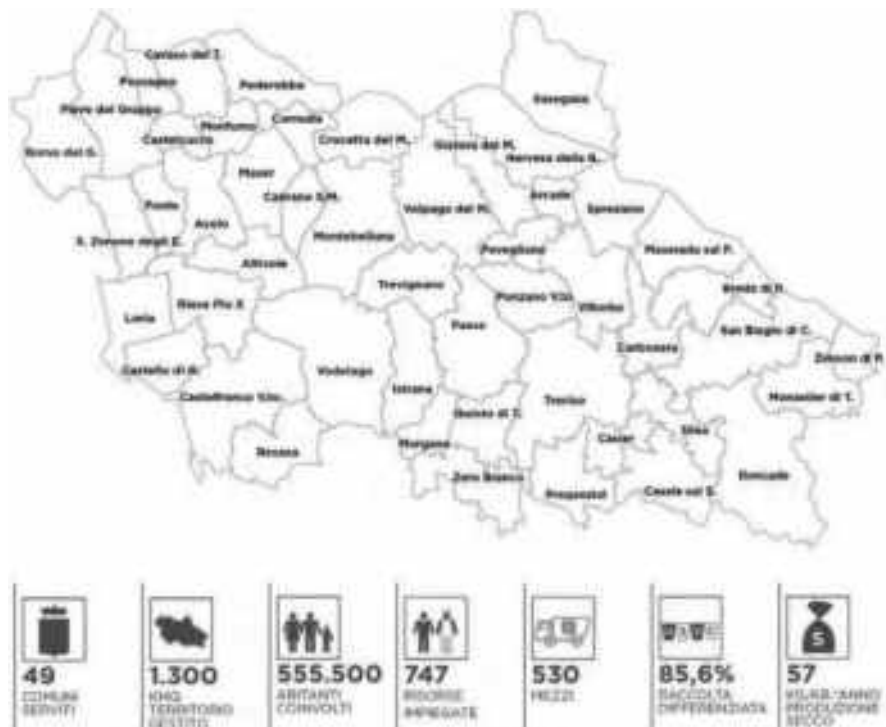 Cavaso del T.
Possagno
Pederobba
Susegana
Pieve del Grappa
Monfumo
Cornuda
Castelcucco
Crocetta del M.
Giavera del M.
Borso del G.
Nervesa della B.
Maser
Caerano S.M.
Arcade
Fonte
Asolo
Volpago del M.
Spresiano
S. Zenone degli E.
Montebelluna
Povegliano
Maserada sul P.
Altivole
Trevignano
Loria
Riese Pio X
Ponzano V.to
Villorba
Breda di P.
Paese
San Biagio di C.
Carbonera
Zenson di P.
Castello di G.
Vedelago
Castelfranco V.to
Istrana
Treviso
Monastier di T.
Quinto di T.
Silea
Morgano
Casier
Resana
Roncade
Zero Branco
Preganziol
Casale sul S.
49
COMUNI
SERVITI
1.300
KMQ
TERRITORIO
GESTITO
555.500
ABITANTI
COINVOLTI
747
RISORSE
IMPIEGATE
530
MEZZI
85,6%
RACCOLTA
DIFFERENZIATA
S
57
KG/AB./ANNO
PRODUZIONE
SECCO